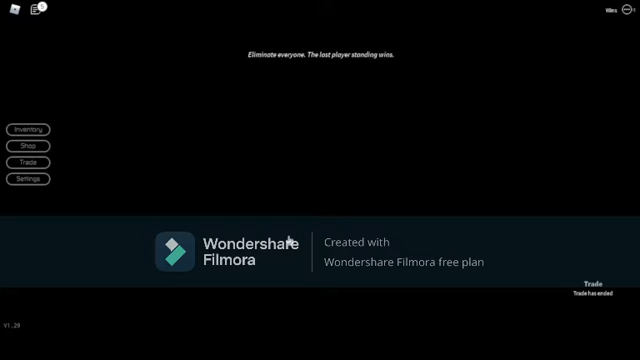 Wins
Eliminate everyone. The last player standing wins.
Inventory
Shop
Trade
Settings
Wondershare
Filmora
Created with
Wondershare Filmora free plan
Trade
Trade has ended
V1.29